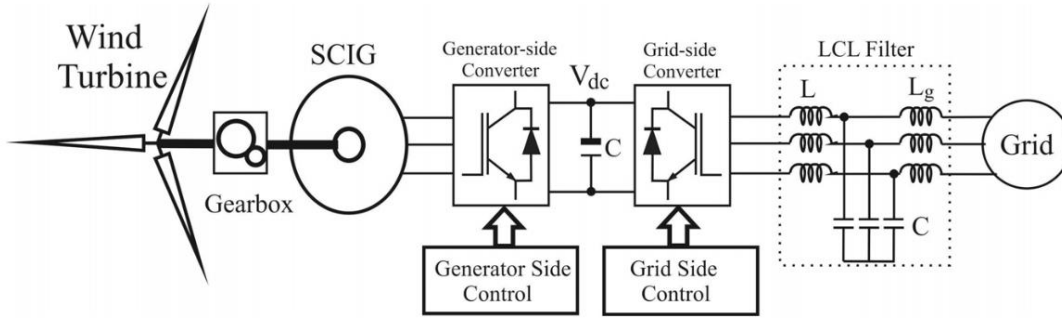 Wind
Turbine
Gearbox
SCIG
Generator-side
Converter
Vdc
C
Grid-side
Converter
LCL Filter
L
Lg
C
Grid
Generator Side
Control
Grid Side
Control